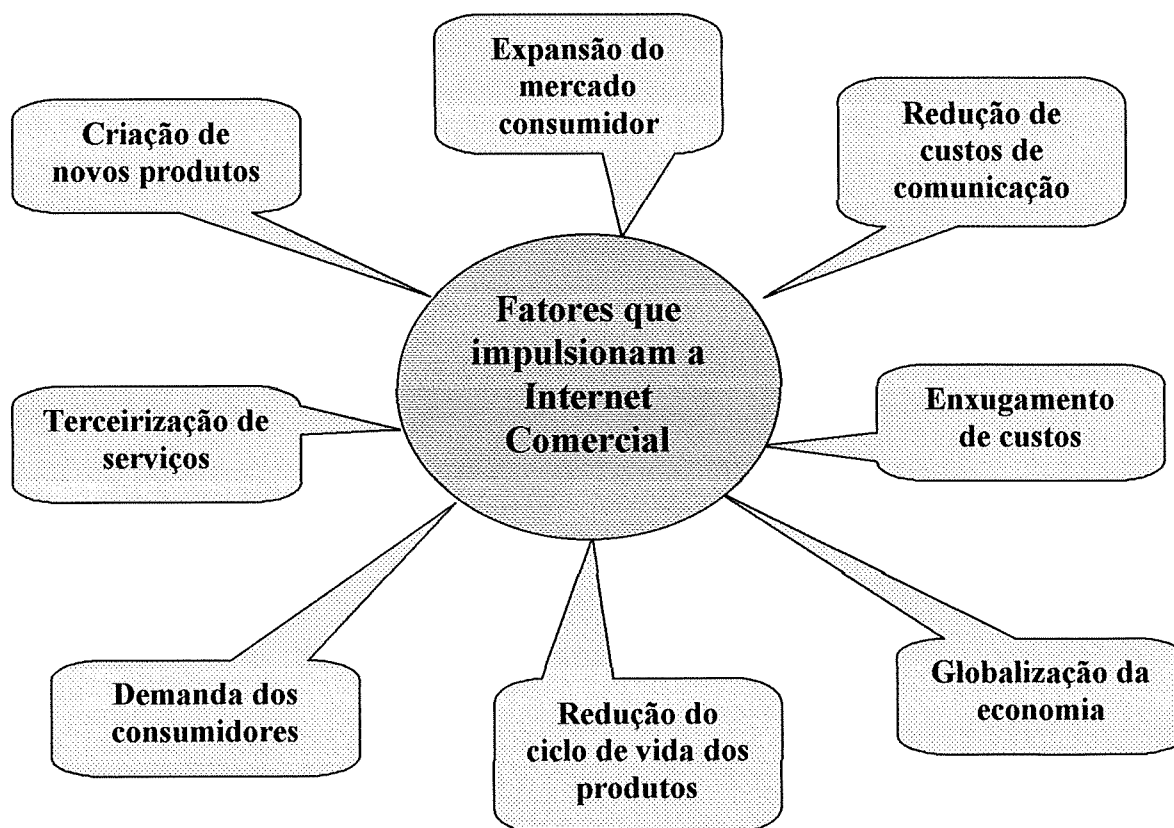 Expansão do
mercado
consumidor
Criação de
novos produtos
Redução de
custos de
comunicação
Fatores que
impulsionam a
Internet
Comercial
Terceirização de
serviços
Enxugamento
de custos
Demanda dos
consumidores
Redução do
ciclo de vida dos
produtos
Globalização da
economia